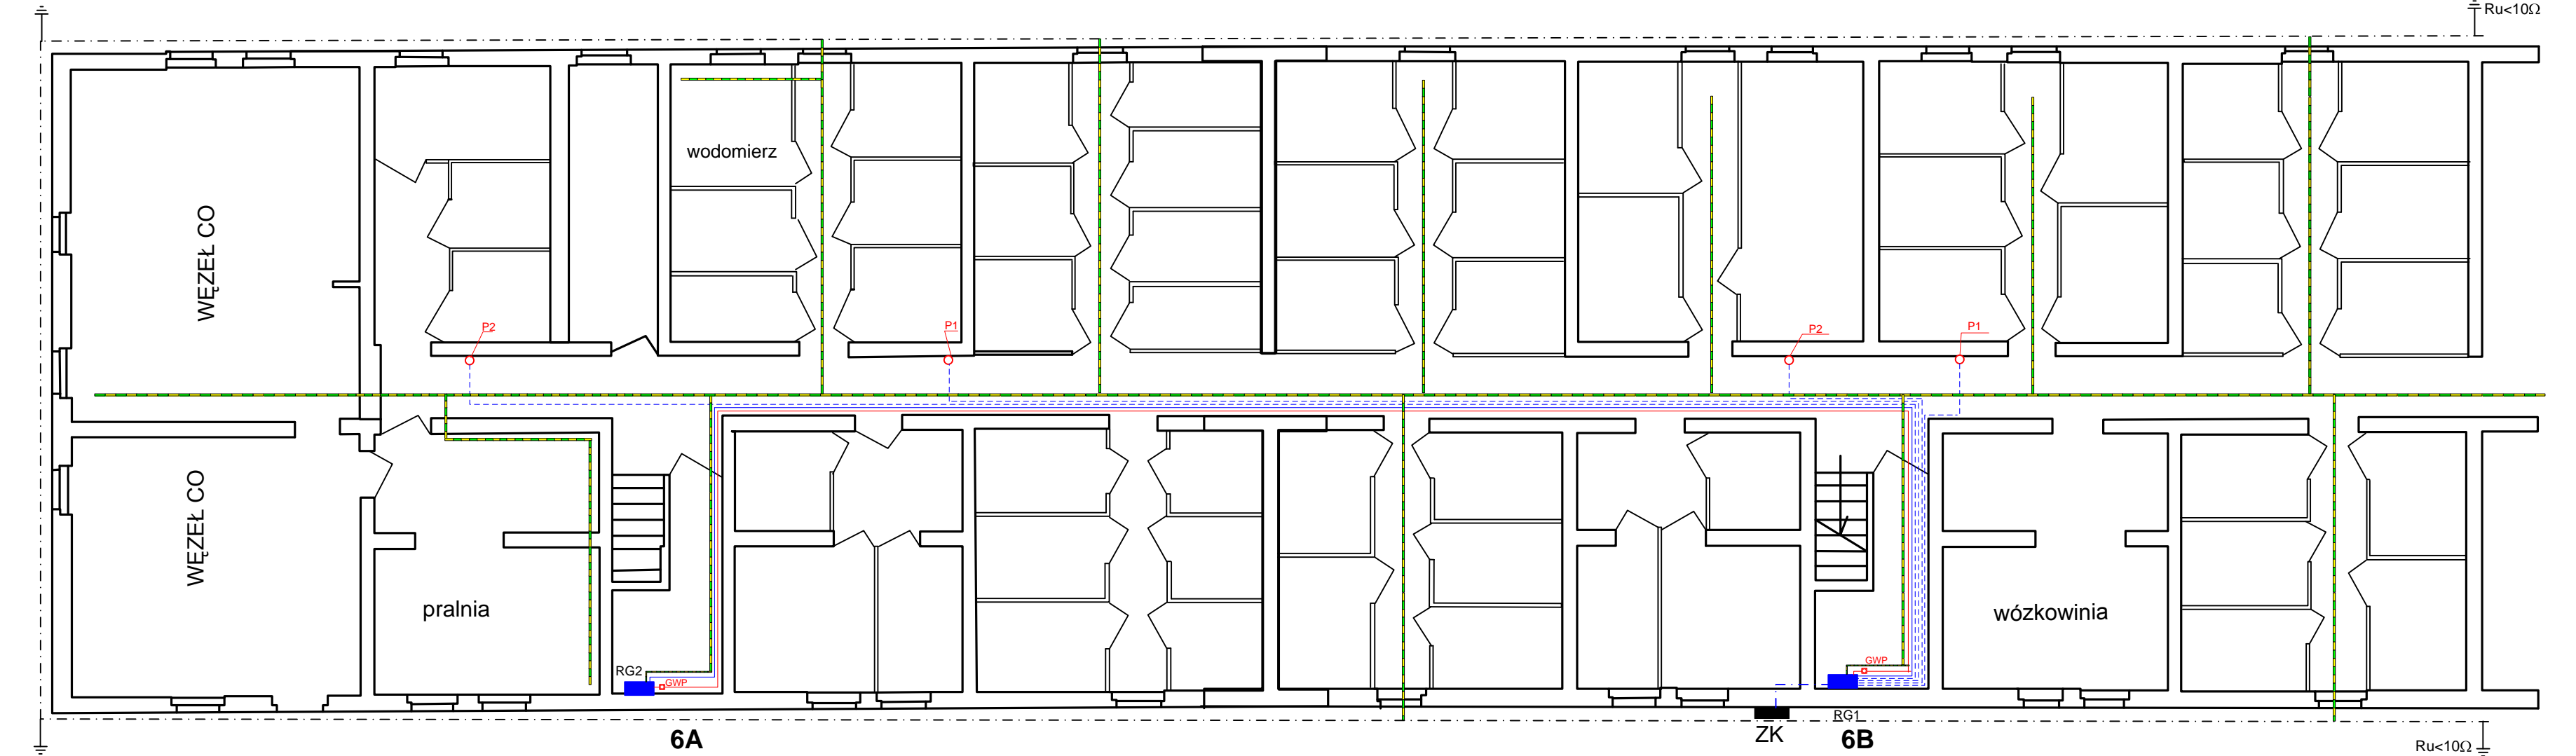 Ru<10Ω
wodomierz
WĘZEŁ CO
P2
P1
P2
P1
WĘZEŁ CO
pralnia
wózkowinia
RG2
GWP
GWP
RG1
ZK
6A
6B
Ru<10Ω